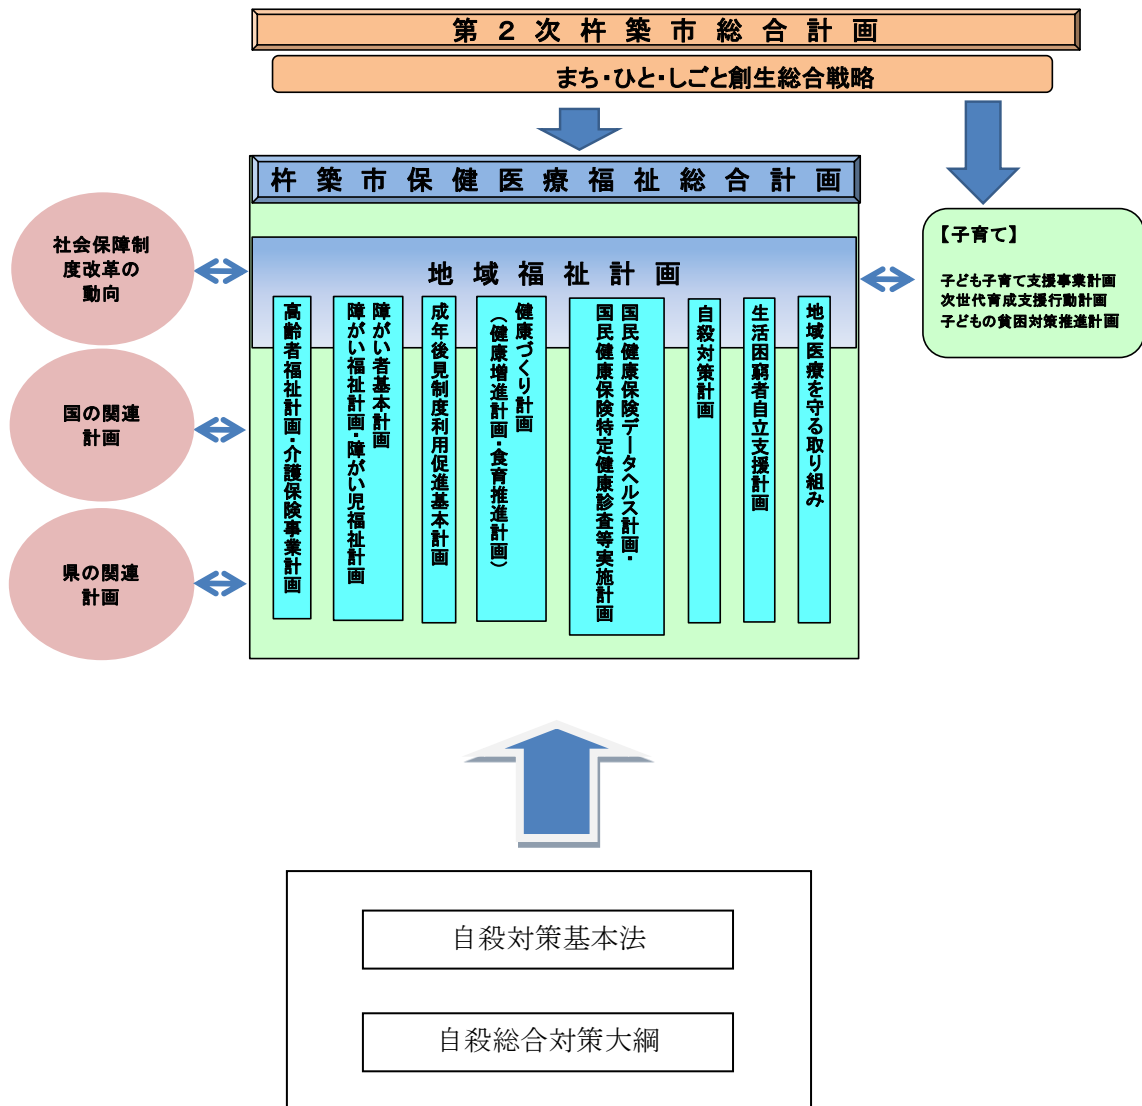 第２次杵築市総合計画
まち・ひと・しごと創生総合戦略
杵築市保健医療福祉総合計画
社会保障制
度改革の
動向
国の関連
計画
県の関連
計画
地域福祉計画
高齢者福祉計画・介護保険事業計画
障がい者基本計画
障がい福祉計画・障がい児福祉計画
成年後見制度利用促進基本計画
健康づくり計画
（健康増進計画・食育推進計画）
国民健康保険データヘルス計画・
国民健康保険特定健康診査等実施計画
自殺対策計画
生活困窮者自立支援計画
地域医療を守る取り組み
【子育て】
子ども子育て支援事業計画
次世代育成支援行動計画
子どもの貧困対策推進計画
自殺対策基本法
自殺総合対策大綱